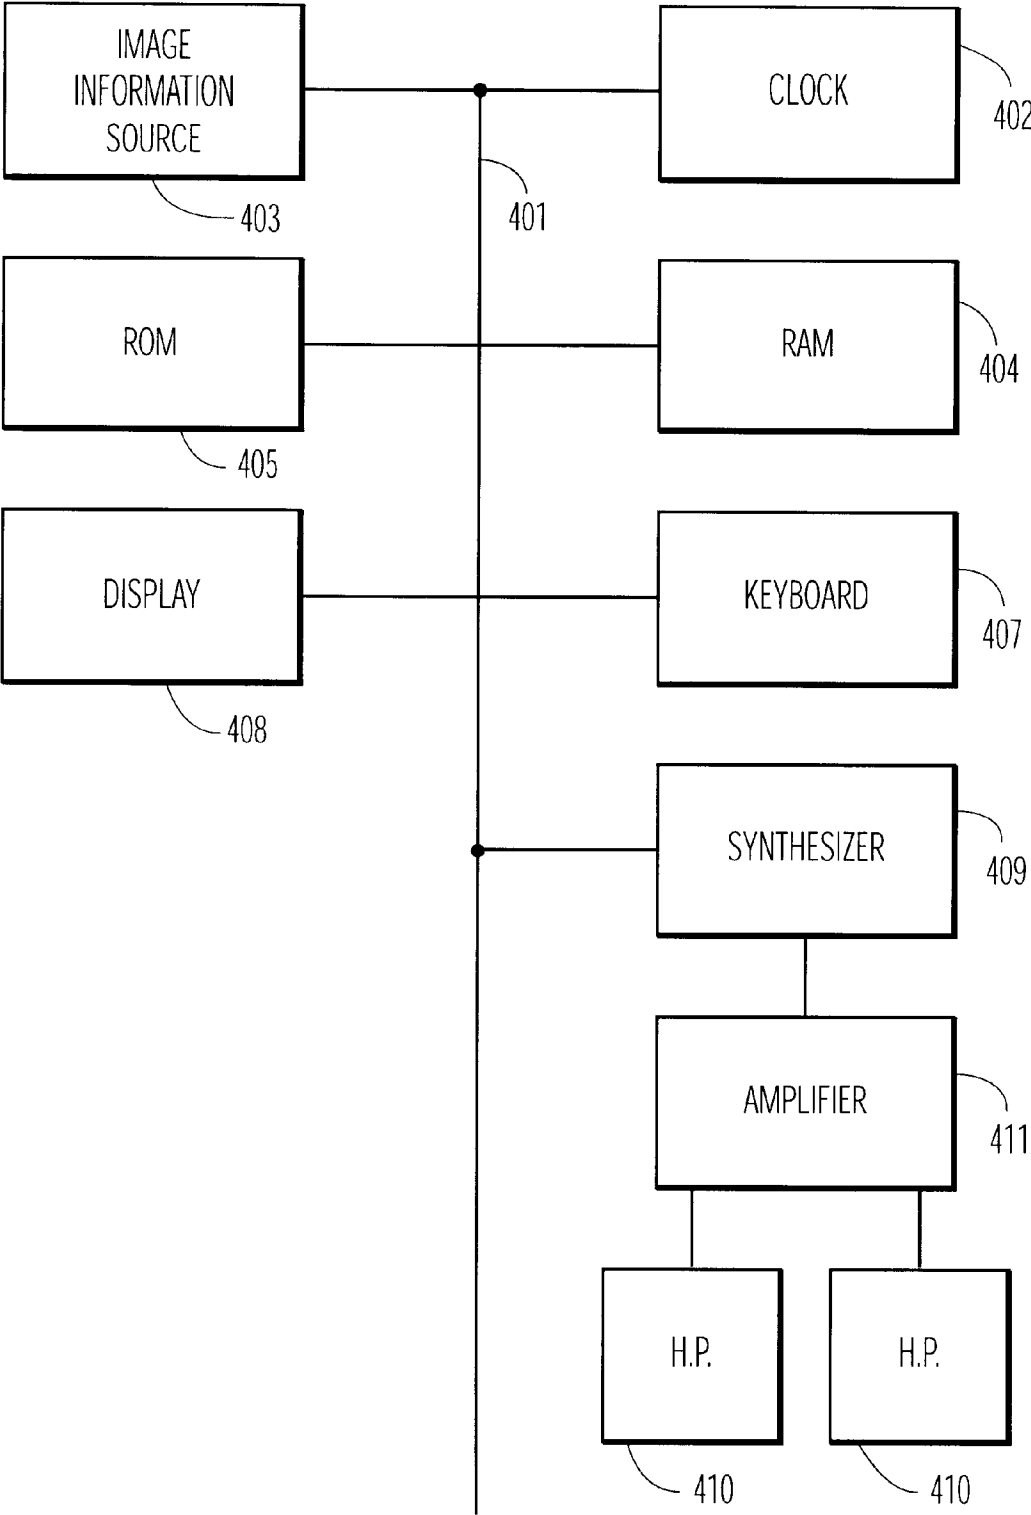 IMAGE
INFORMATION
SOURCE
403
CLOCK
402
401
ROM
405
RAM
404
DISPLAY
408
KEYBOARD
407
SYNTHESIZER
409
AMPLIFIER
411
H.P.
410
H.P.
410